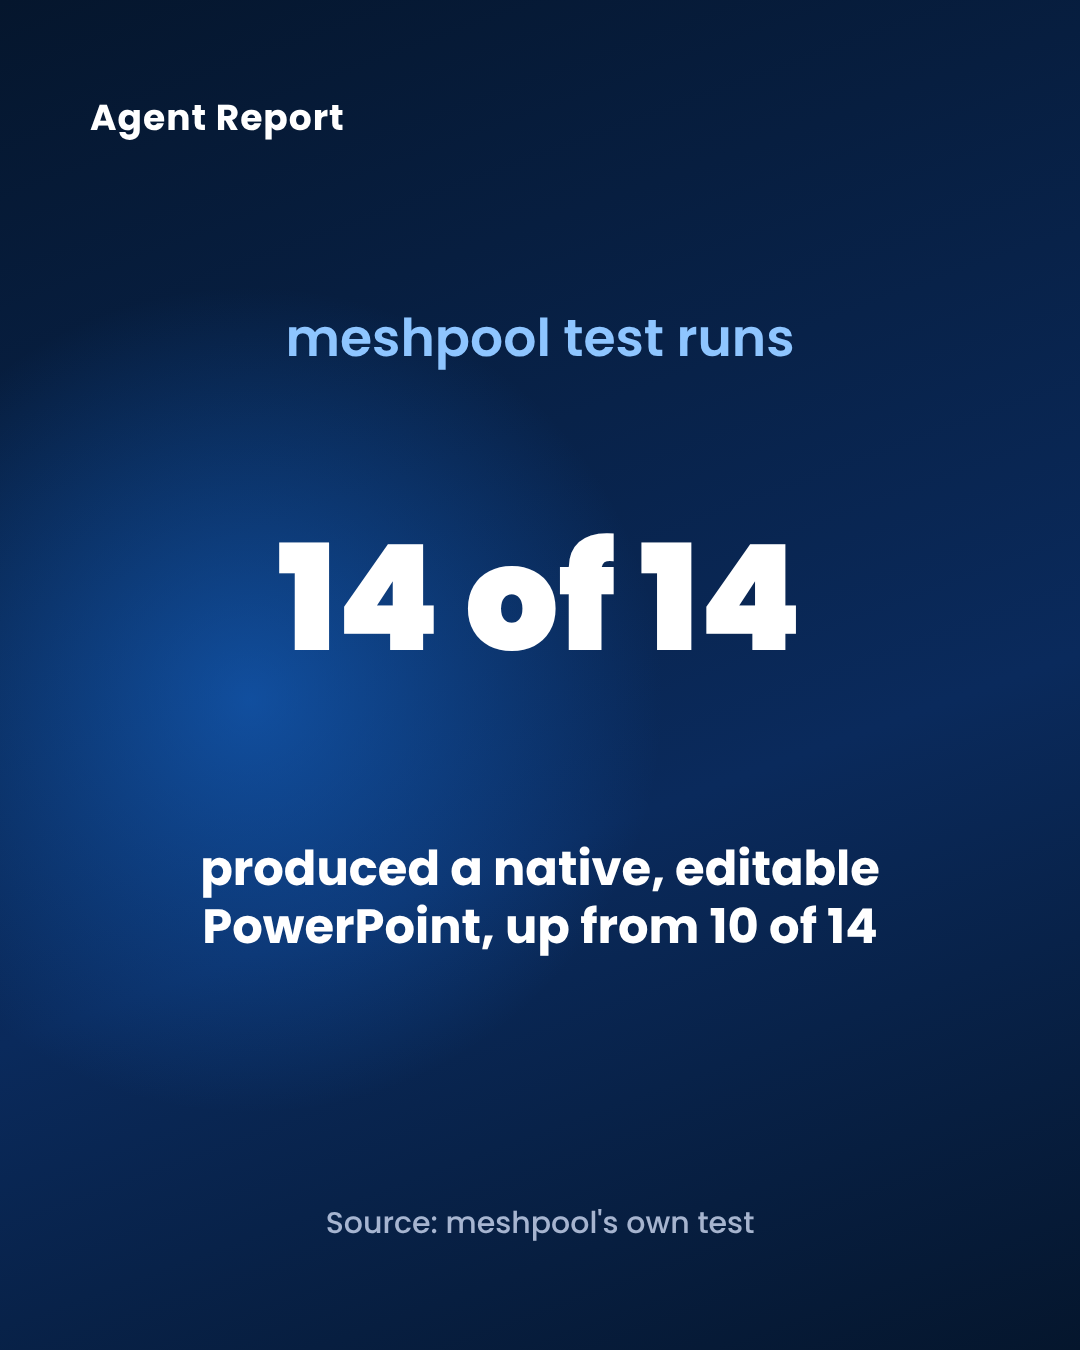 Agent Report
meshpool test runs
14 of 14
produced a native, editable
PowerPoint, up from 10 of 14
Source: meshpool's own test